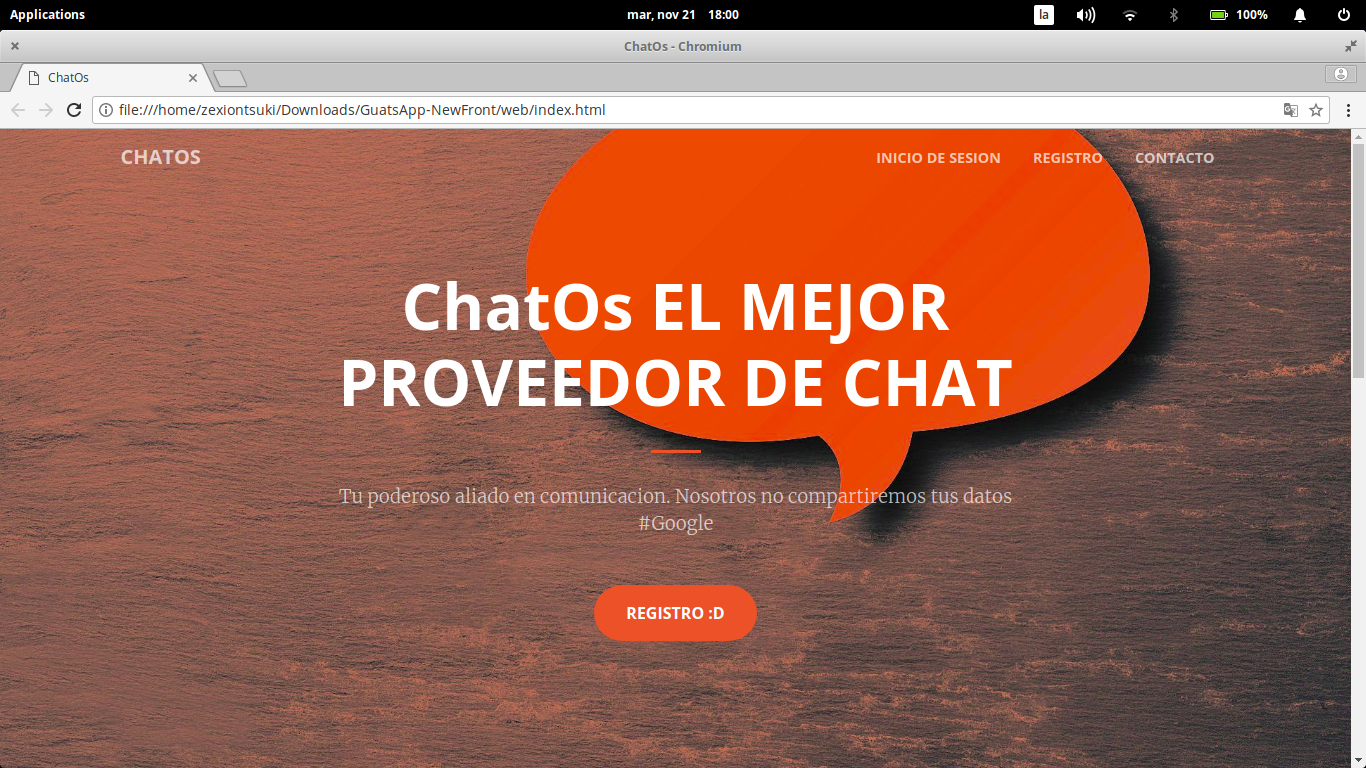 Applications
mar, nov 21 18:00
la
100%
ChatOs - Chromium
ChatOs
file:///home/zexiontsuki/Downloads/GuatsApp-NewFront/web/index.html
CHATOS
INICIO DE SESION
REGISTRO
CONTACTO
ChatOs EL MEJOR
PROVEEDOR DE CHAT
Tu poderoso aliado en comunicacion. Nosotros no compartiremos tus datos
#Google
REGISTRO :D